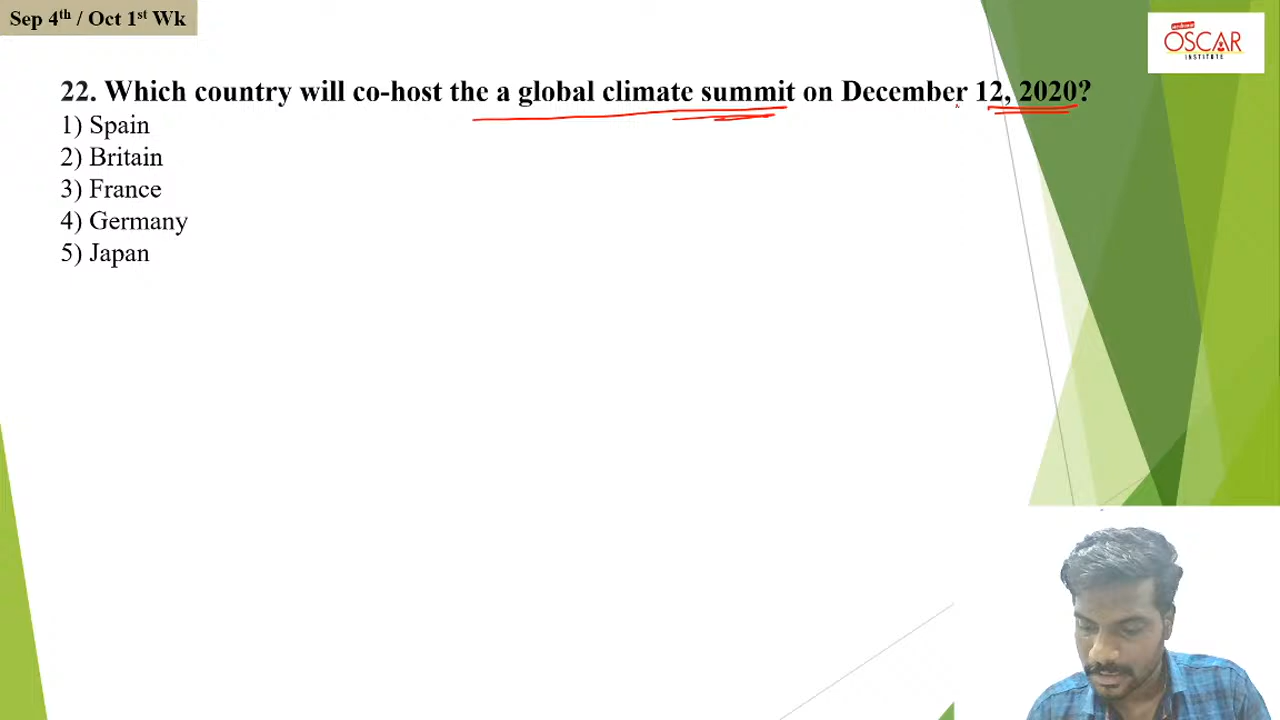 Sep 4th / Oct 1st Wk
OSCAR
INSTITUTE
22. Which country will co-host the a global climate summit on December 12, 2020?
1) Spain
2) Britain
3) France
4) Germany
5) Japan